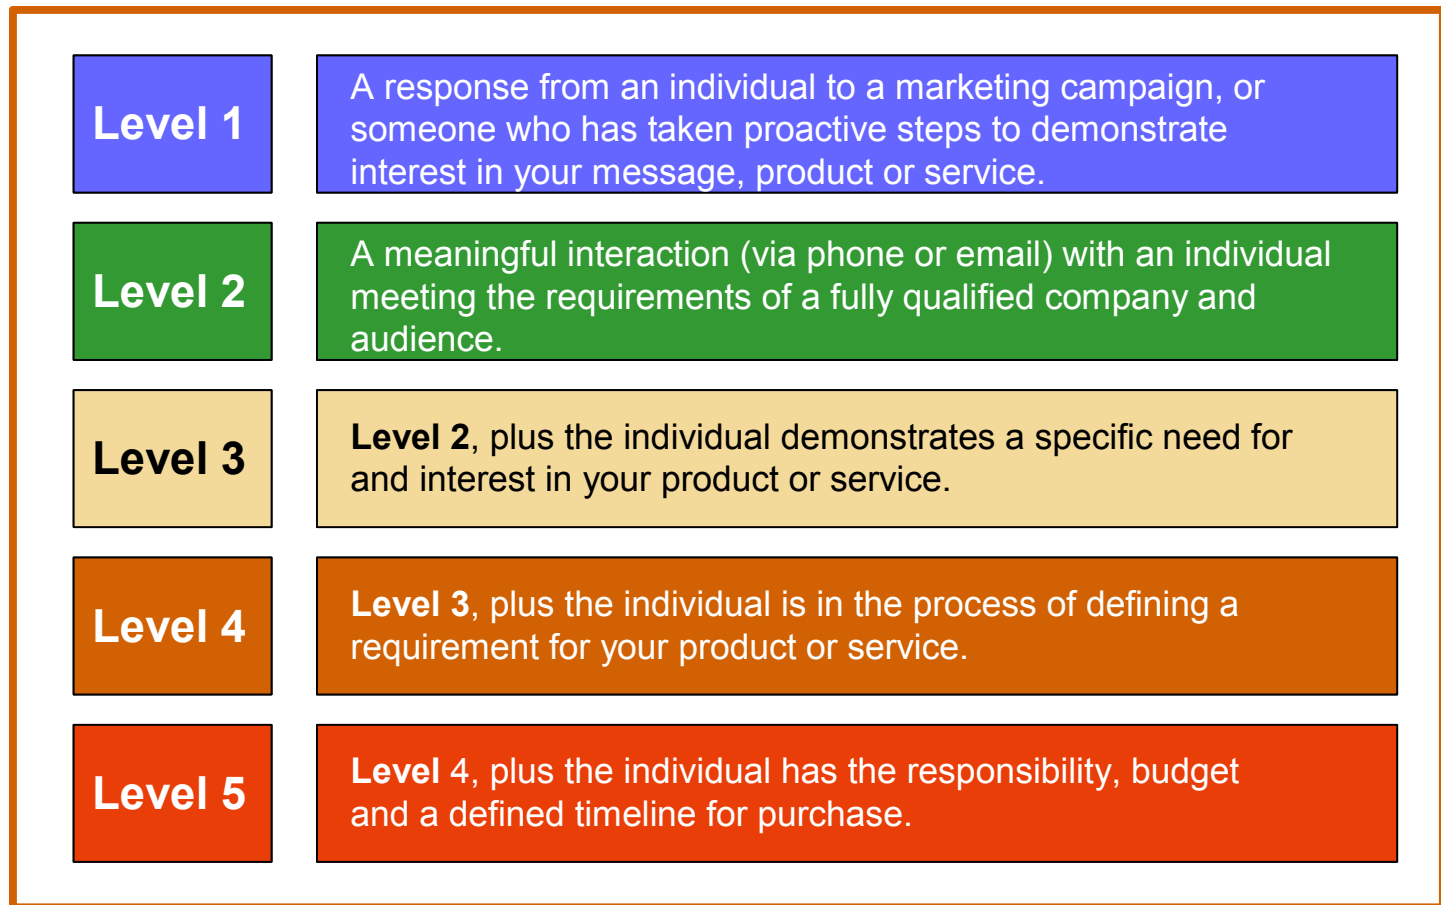 Level 1
A response from an individual to a marketing campaign, or
someone who has taken proactive steps to demonstrate
interest in your message, product or service.
Level 2
A meaningful interaction (via phone or email) with an individual
meeting the requirements of a fully qualified company and
audience.
Level 3
Level 2, plus the individual demonstrates a specific need for
and interest in your product or service.
Level 4
Level 3, plus the individual is in the process of defining a
requirement for your product or service.
Level 5
Level 4, plus the individual has the responsibility, budget
and a defined timeline for purchase.